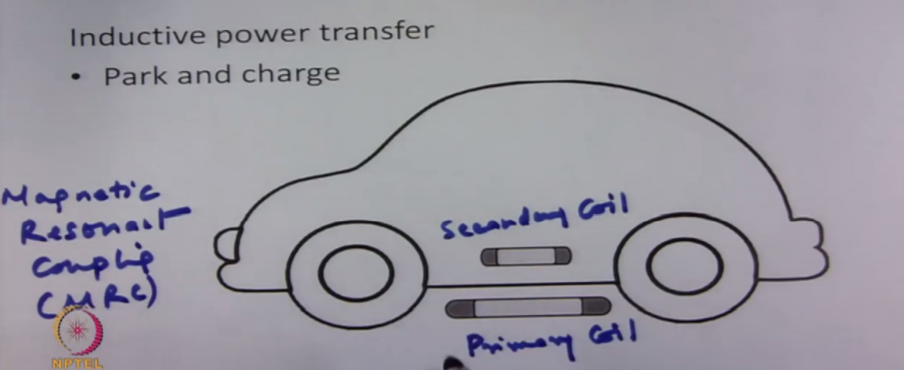 Inductive power transfer
• Park and charge
Magnetic
Resonant
Coupling
(MRC)
Secondary Coil
Primary Coil
NPTEL